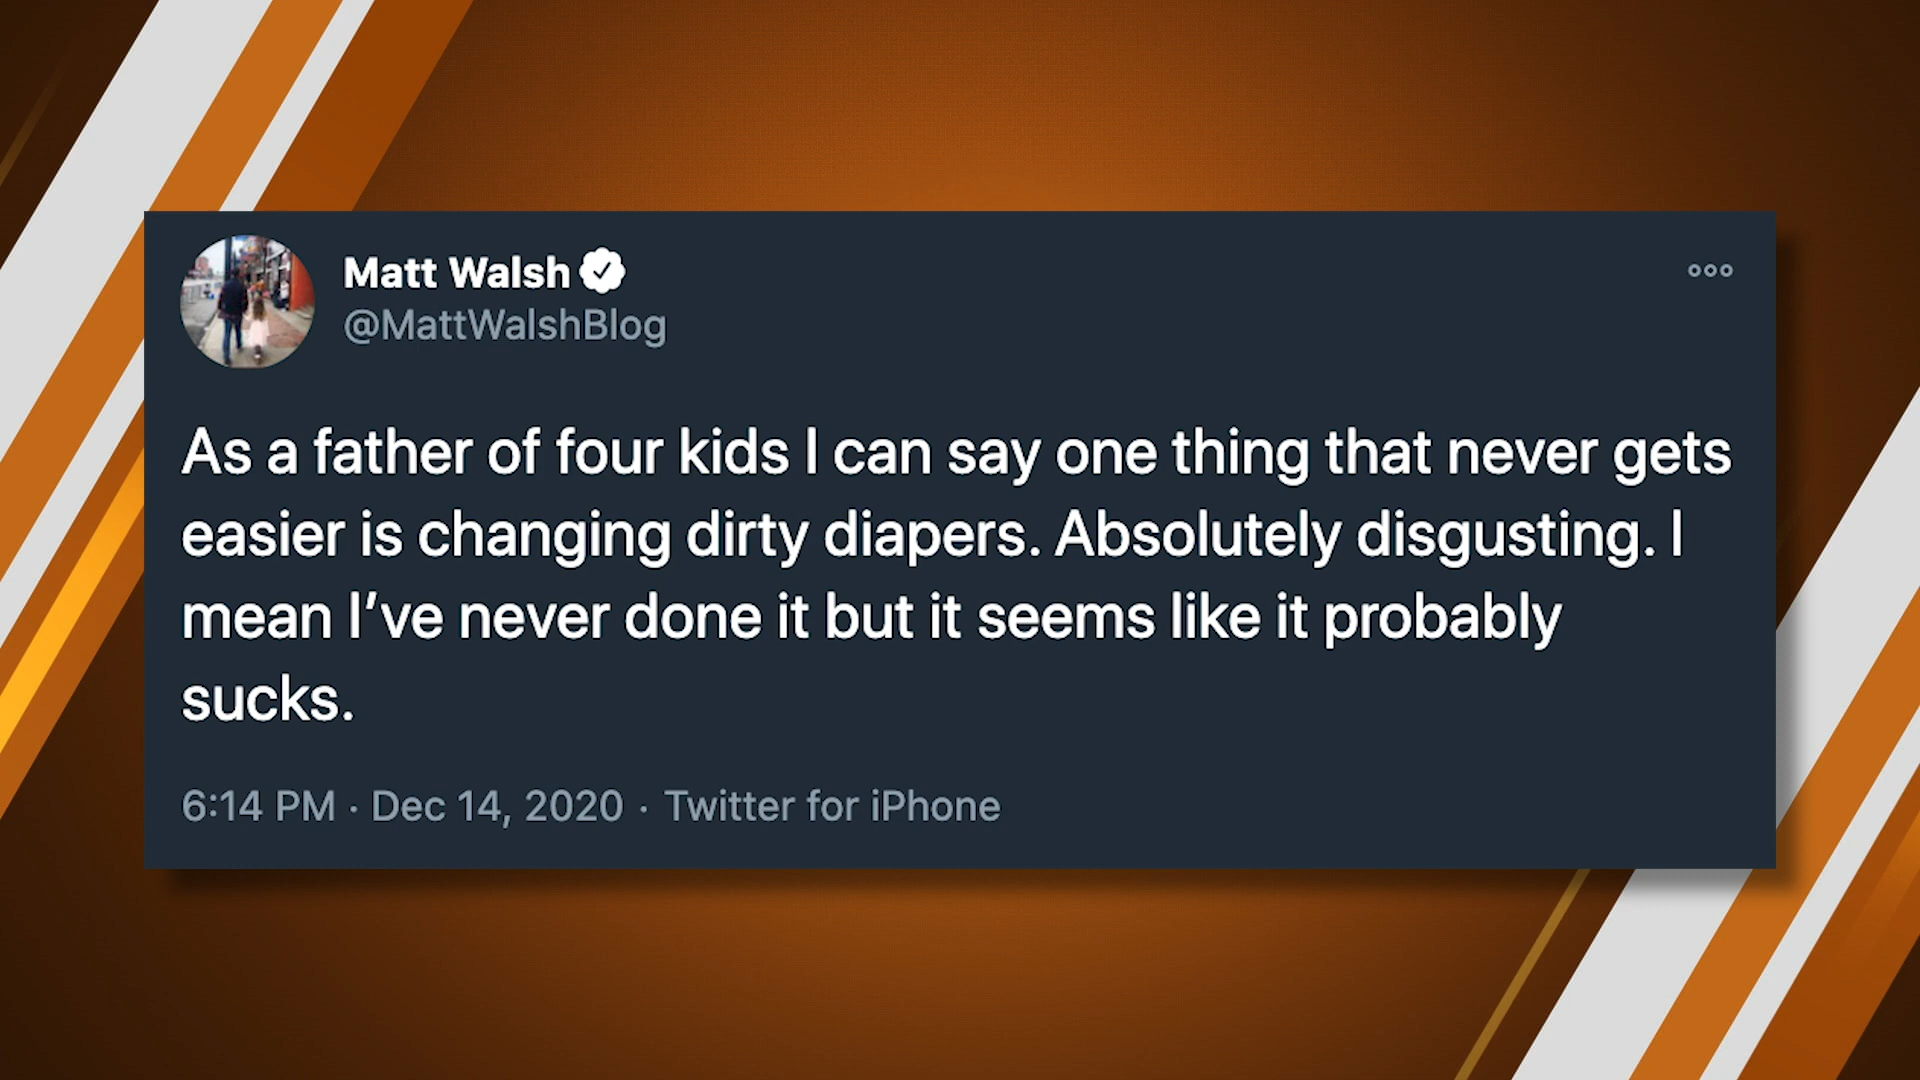 Matt Walsh
@MattWalshBlog
As a father of four kids I can say one thing that never gets
easier is changing dirty diapers. Absolutely disgusting. I
mean I’ve never done it but it seems like it probably
sucks.
6:14 PM · Dec 14, 2020 · Twitter for iPhone